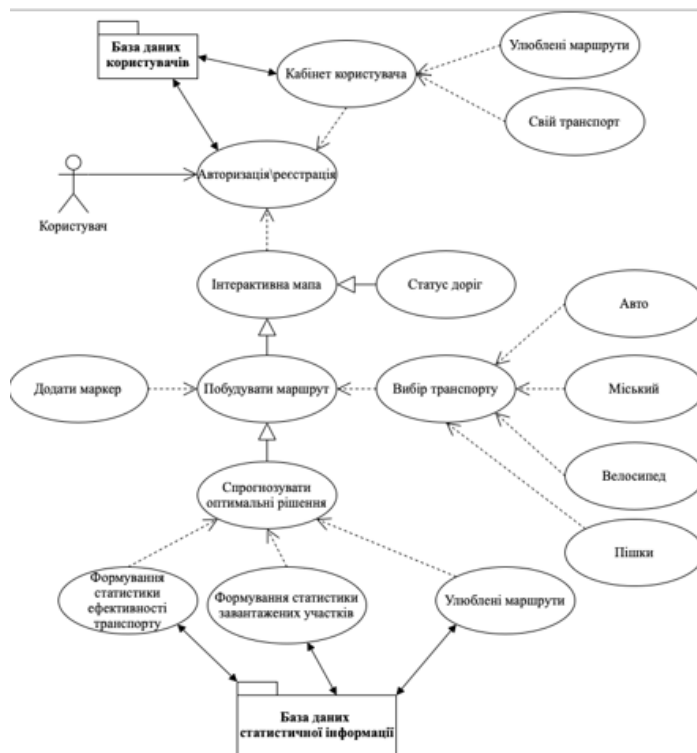 База даних
користувачів
Кабінет користувача
Улюблені маршрути
Свій транспорт
Авторизація\реєстрація
Користувач
Інтерактивна мапа
Статус доріг
Авто
Додати маркер
Побудувати маршрут
Вибір транспорту
Міський
Велосипед
Спрогнозувати
оптимальні рішення
Пішки
Формування
статистики
ефективності
транспорту
Формування статистики
завантажених участків
Улюблені маршрути
База даних
статистичної інформації